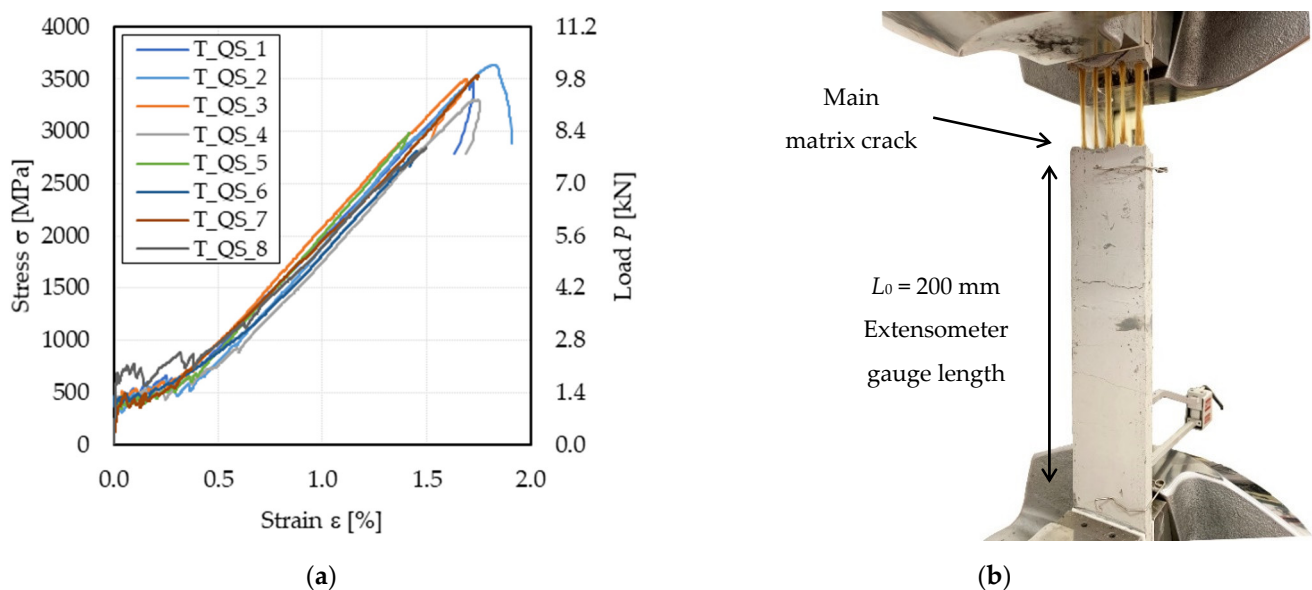 4000
3500
3000
2500
2000
1500
1000
500
0
Stress σ [MPa]
T_QS_1
T_QS_2
T_QS_3
T_QS_4
T_QS_5
T_QS_6
T_QS_7
T_QS_8
11.2
9.8
8.4
7.0
5.6
4.2
2.8
1.4
0.0
Load P [kN]
0.0 0.5 1.0 1.5 2.0
Strain ε [%]
(a)
Main
matrix crack
L₀ = 200 mm
Extensometer
gauge length
(b)